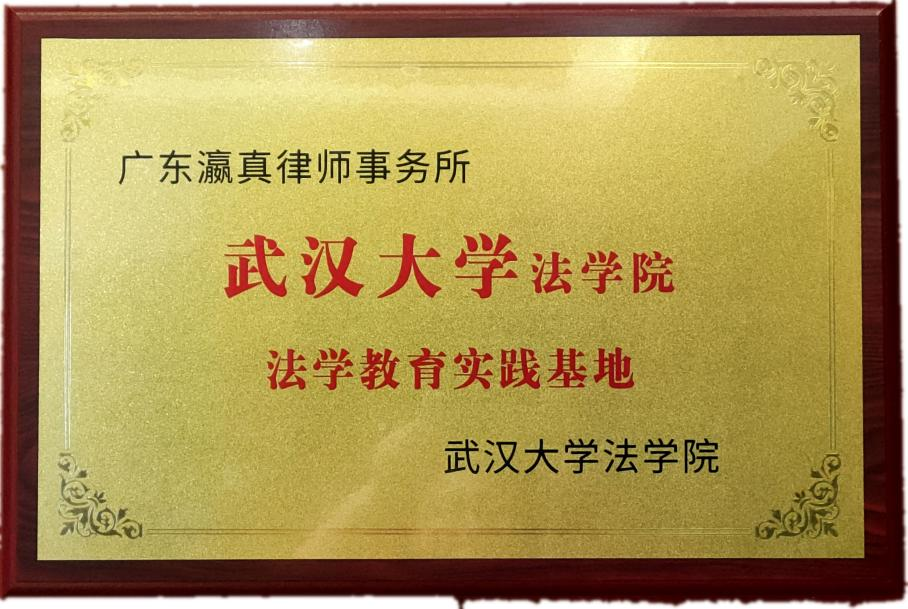 广东瀛真律师事务所
武汉大学法学院
法学教育实践基地
武汉大学法学院